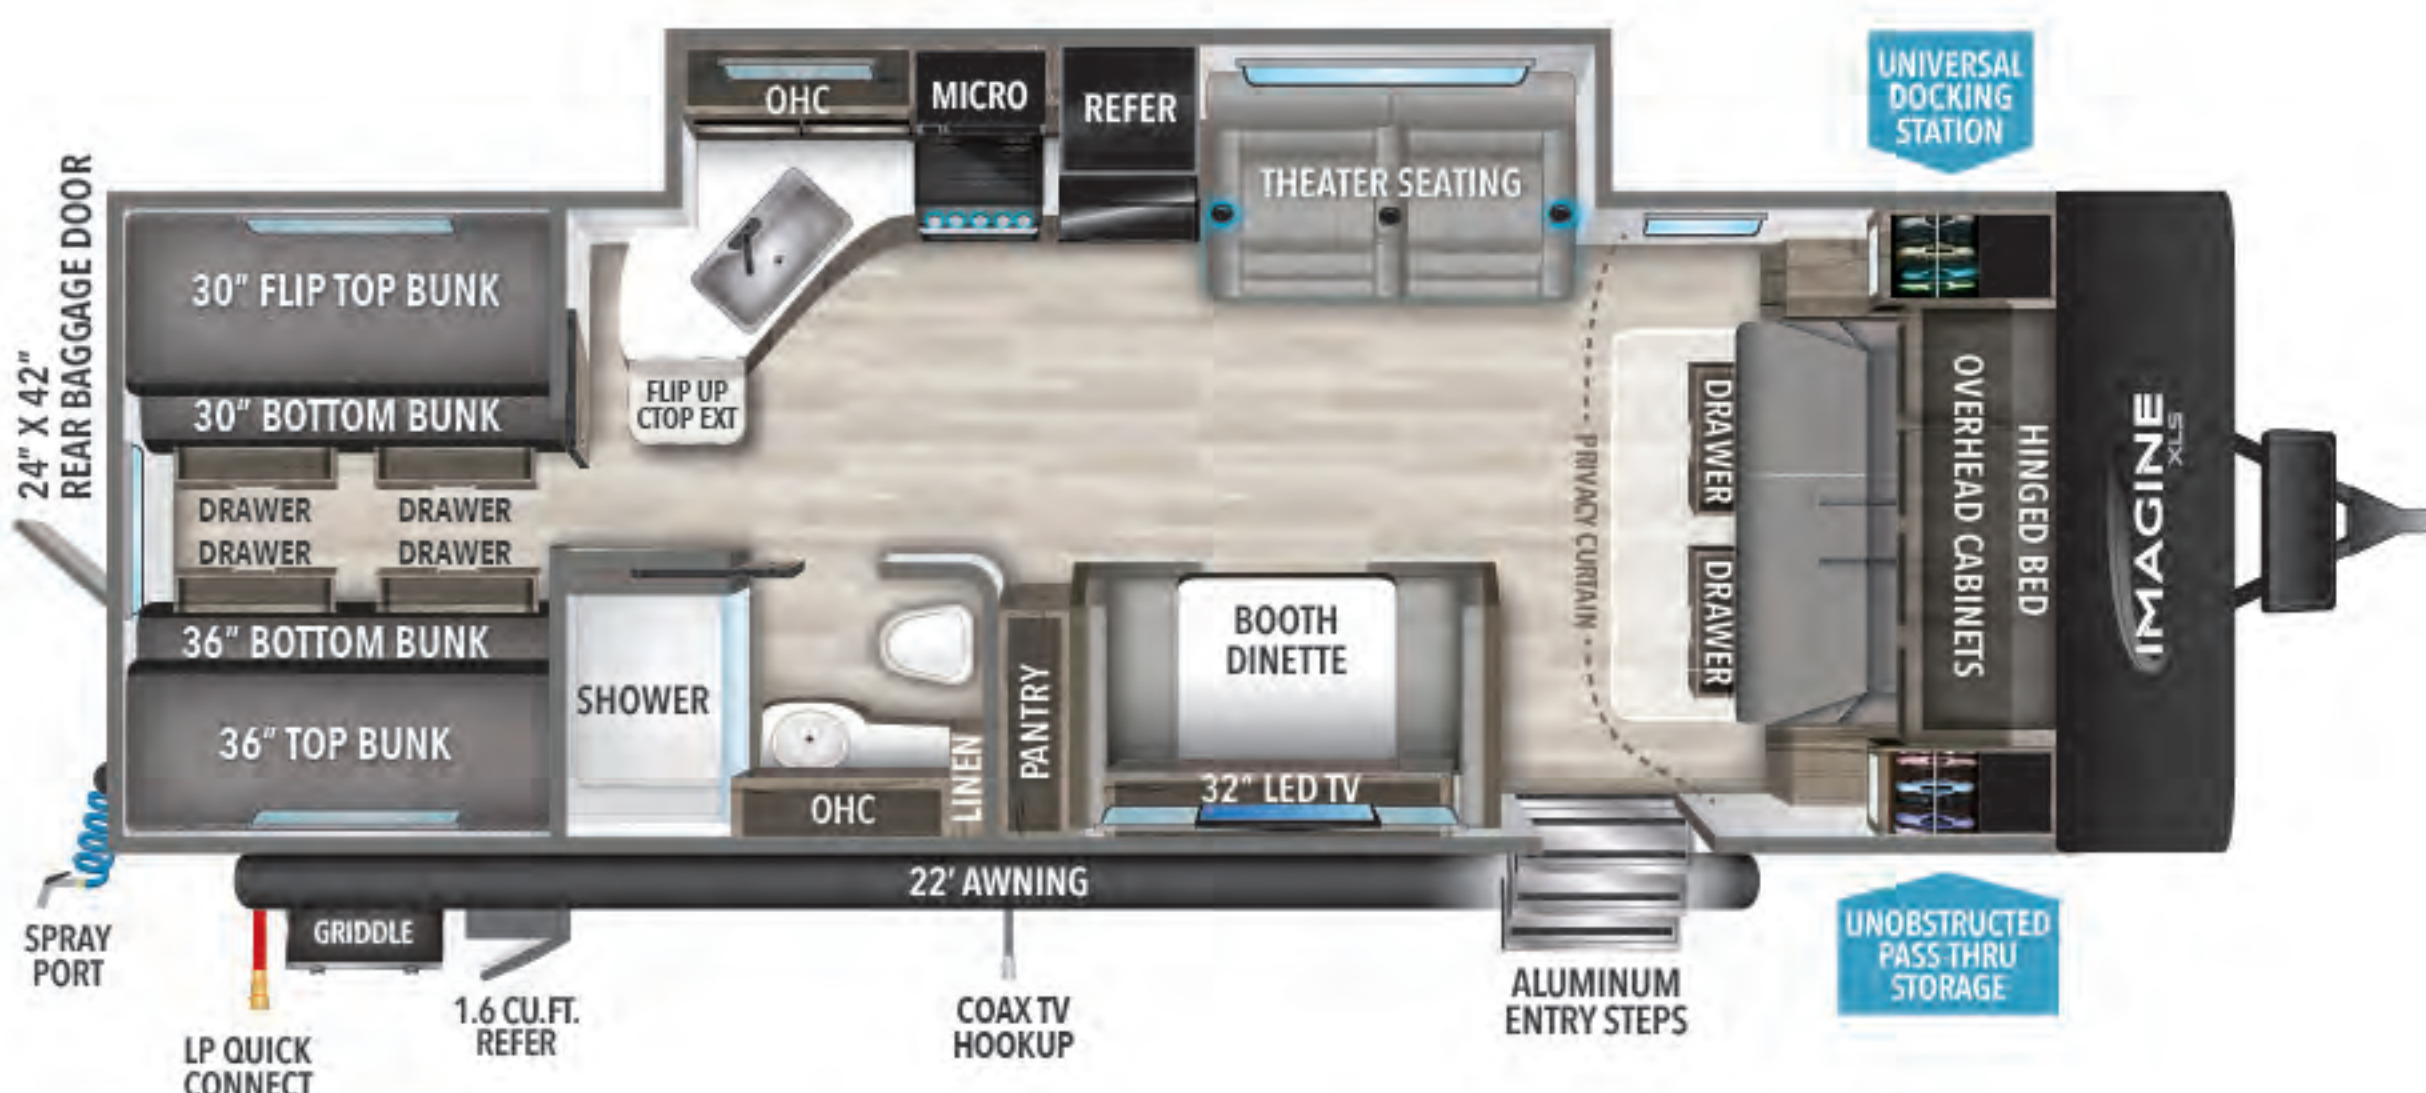 24" X 42"
REAR BAGGAGE DOOR
30" FLIP TOP BUNK
30" BOTTOM BUNK
DRAWER
DRAWER
DRAWER
DRAWER
36" BOTTOM BUNK
36" TOP BUNK
OHC
MICRO
REFER
THEATER SEATING
FLIP UP
CTOP EXT
SHOWER
OHC
LINEN
PANTRY
BOOTH
DINETTE
32" LED TV
PRIVACY CURTAIN
DRAWER
DRAWER
OVERHEAD CABINETS
HINGED BED
IMAGINE
XLS
UNIVERSAL
DOCKING
STATION
UNOBSTRUCTED
PASS-THRU
STORAGE
22' AWNING
SPRAY
PORT
LP QUICK
CONNECT
GRIDDLE
1.6 CU.FT.
REFER
COAX TV
HOOKUP
ALUMINUM
ENTRY STEPS